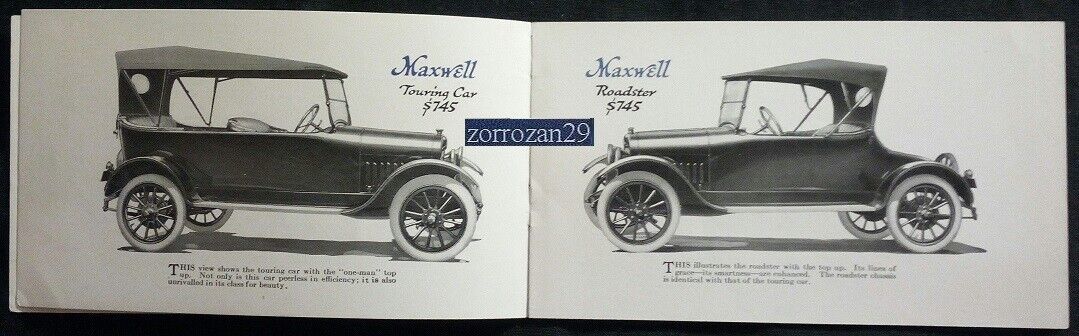 Maxwell
Touring Car
$745
THIS view shows the touring car with the "one-man" top
up. Not only is this car peerless in efficiency; it is also
unrivalled in its class for beauty.
zorrozan29
Maxwell
Roadster
$745
THIS illustrates the roadster with the top up. Its lines of
grace—its smartness—are enhanced. The roadster chassis
is identical with that of the touring car.